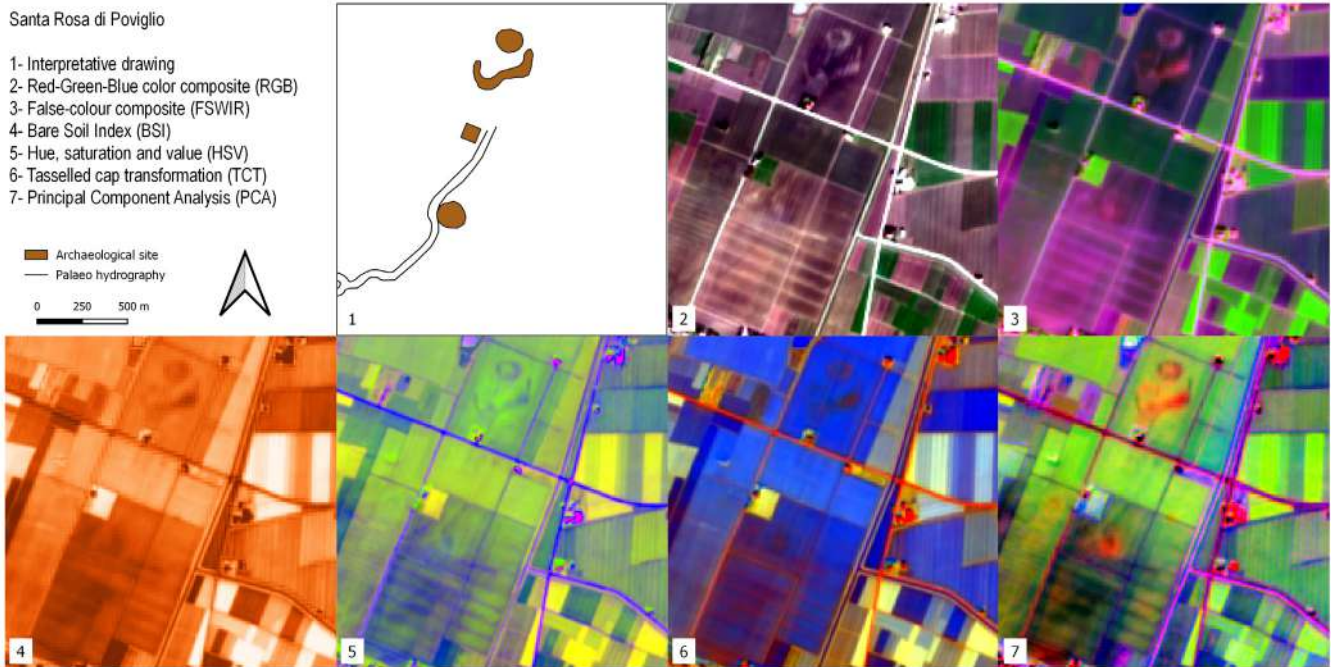 Santa Rosa di Poviglio
1- Interpretative drawing
2- Red-Green-Blue color composite (RGB)
3- False-colour composite (FSWIR)
4- Bare Soil Index (BSI)
5- Hue, saturation and value (HSV)
6- Tasselled cap transformation (TCT)
7- Principal Component Analysis (PCA)
Archaeological site
Palaeo hydrography
0 250 500 m
1
2
3
4
5
6
7